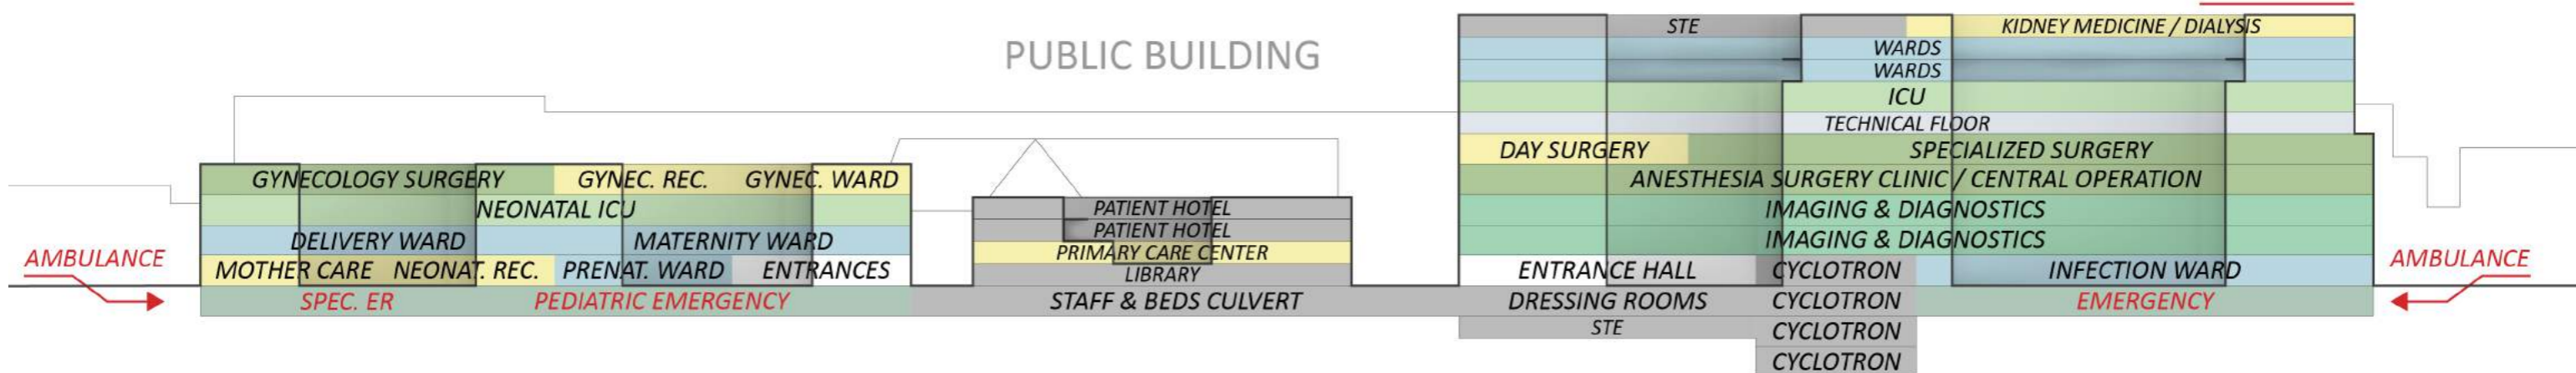 PUBLIC BUILDING
STE KIDNEY MEDICINE / DIALYSIS
WARDS
WARDS
ICU
TECHNICAL FLOOR
DAY SURGERY SPECIALIZED SURGERY
ANESTHESIA SURGERY CLINIC / CENTRAL OPERATION
IMAGING & DIAGNOSTICS
IMAGING & DIAGNOSTICS
ENTRANCE HALL CYCLOTRON INFECTION WARD
DRESSING ROOMS CYCLOTRON EMERGENCY
STE CYCLOTRON
CYCLOTRON
AMBULANCE
GYNECOLOGY SURGERY GYNEC. REC. GYNEC. WARD
NEONATAL ICU
DELIVERY WARD MATERNITY WARD
MOTHER CARE NEONAT. REC. PRENAT. WARD ENTRANCES
SPEC. ER PEDIATRIC EMERGENCY
AMBULANCE
PATIENT HOTEL
PATIENT HOTEL
PRIMARY CARE CENTER
LIBRARY
STAFF & BEDS CULVERT